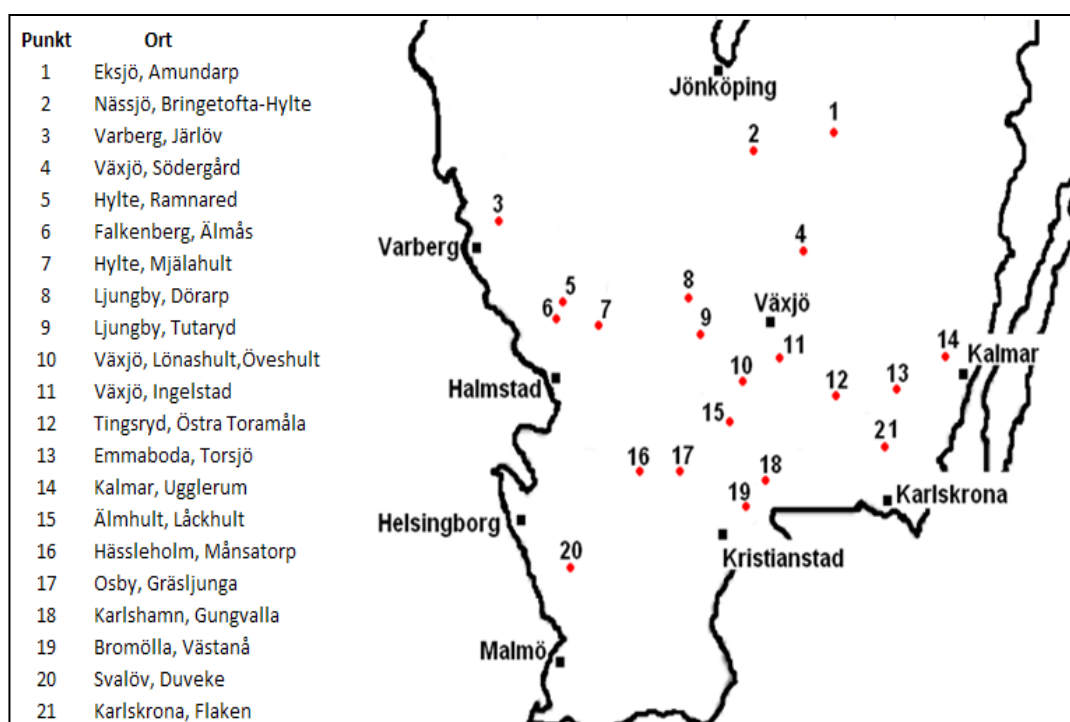 Punkt Ort
1 Eksjö, Amundarp
2 Nässjö, Bringetofta-Hylte
3 Varberg, Järlöv
4 Växjö, Södergård
5 Hylte, Ramnared
6 Falkenberg, Älmås
7 Hylte, Mjälahult
8 Ljungby, Dörarp
9 Ljungby, Tutaryd
10 Växjö, Lönashult,Öveshult
11 Växjö, Ingelstad
12 Tingsryd, Östra Toramåla
13 Emmaboda, Torsjö
14 Kalmar, Ugglerum
15 Älmhult, Låckhult
16 Hässleholm, Månsatorp
17 Osby, Gräsljunga
18 Karlshamn, Gungvalla
19 Bromölla, Västanå
20 Svalöv, Duveke
21 Karlskrona, Flaken
Jönköping
1
2
3
Varberg
4
5
6
7
8
Växjö
9
11
14
Kalmar
Halmstad
10
12
13
15
21
16
17
18
19
Karlskrona
Helsingborg
Kristianstad
20
Malmö